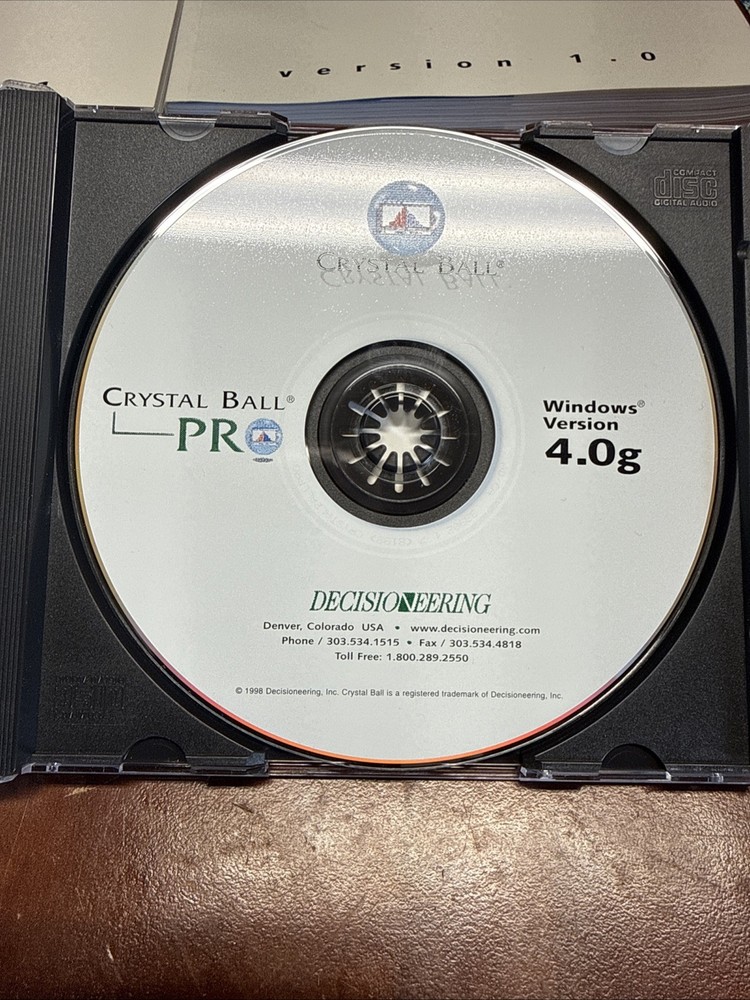 version 1.0
COMPACT
disc
DIGITAL AUDIO
CRYSTAL BALL®
CRYSTAL BALL®
PRO
Windows®
Version
4.0g
DECISIONEERING
Denver, Colorado USA • www.decisioneering.com
Phone / 303.534.1515 • Fax / 303.534.4818
Toll Free: 1.800.289.2550
© 1998 Decisioneering, Inc. Crystal Ball is a registered trademark of Decisioneering, Inc.